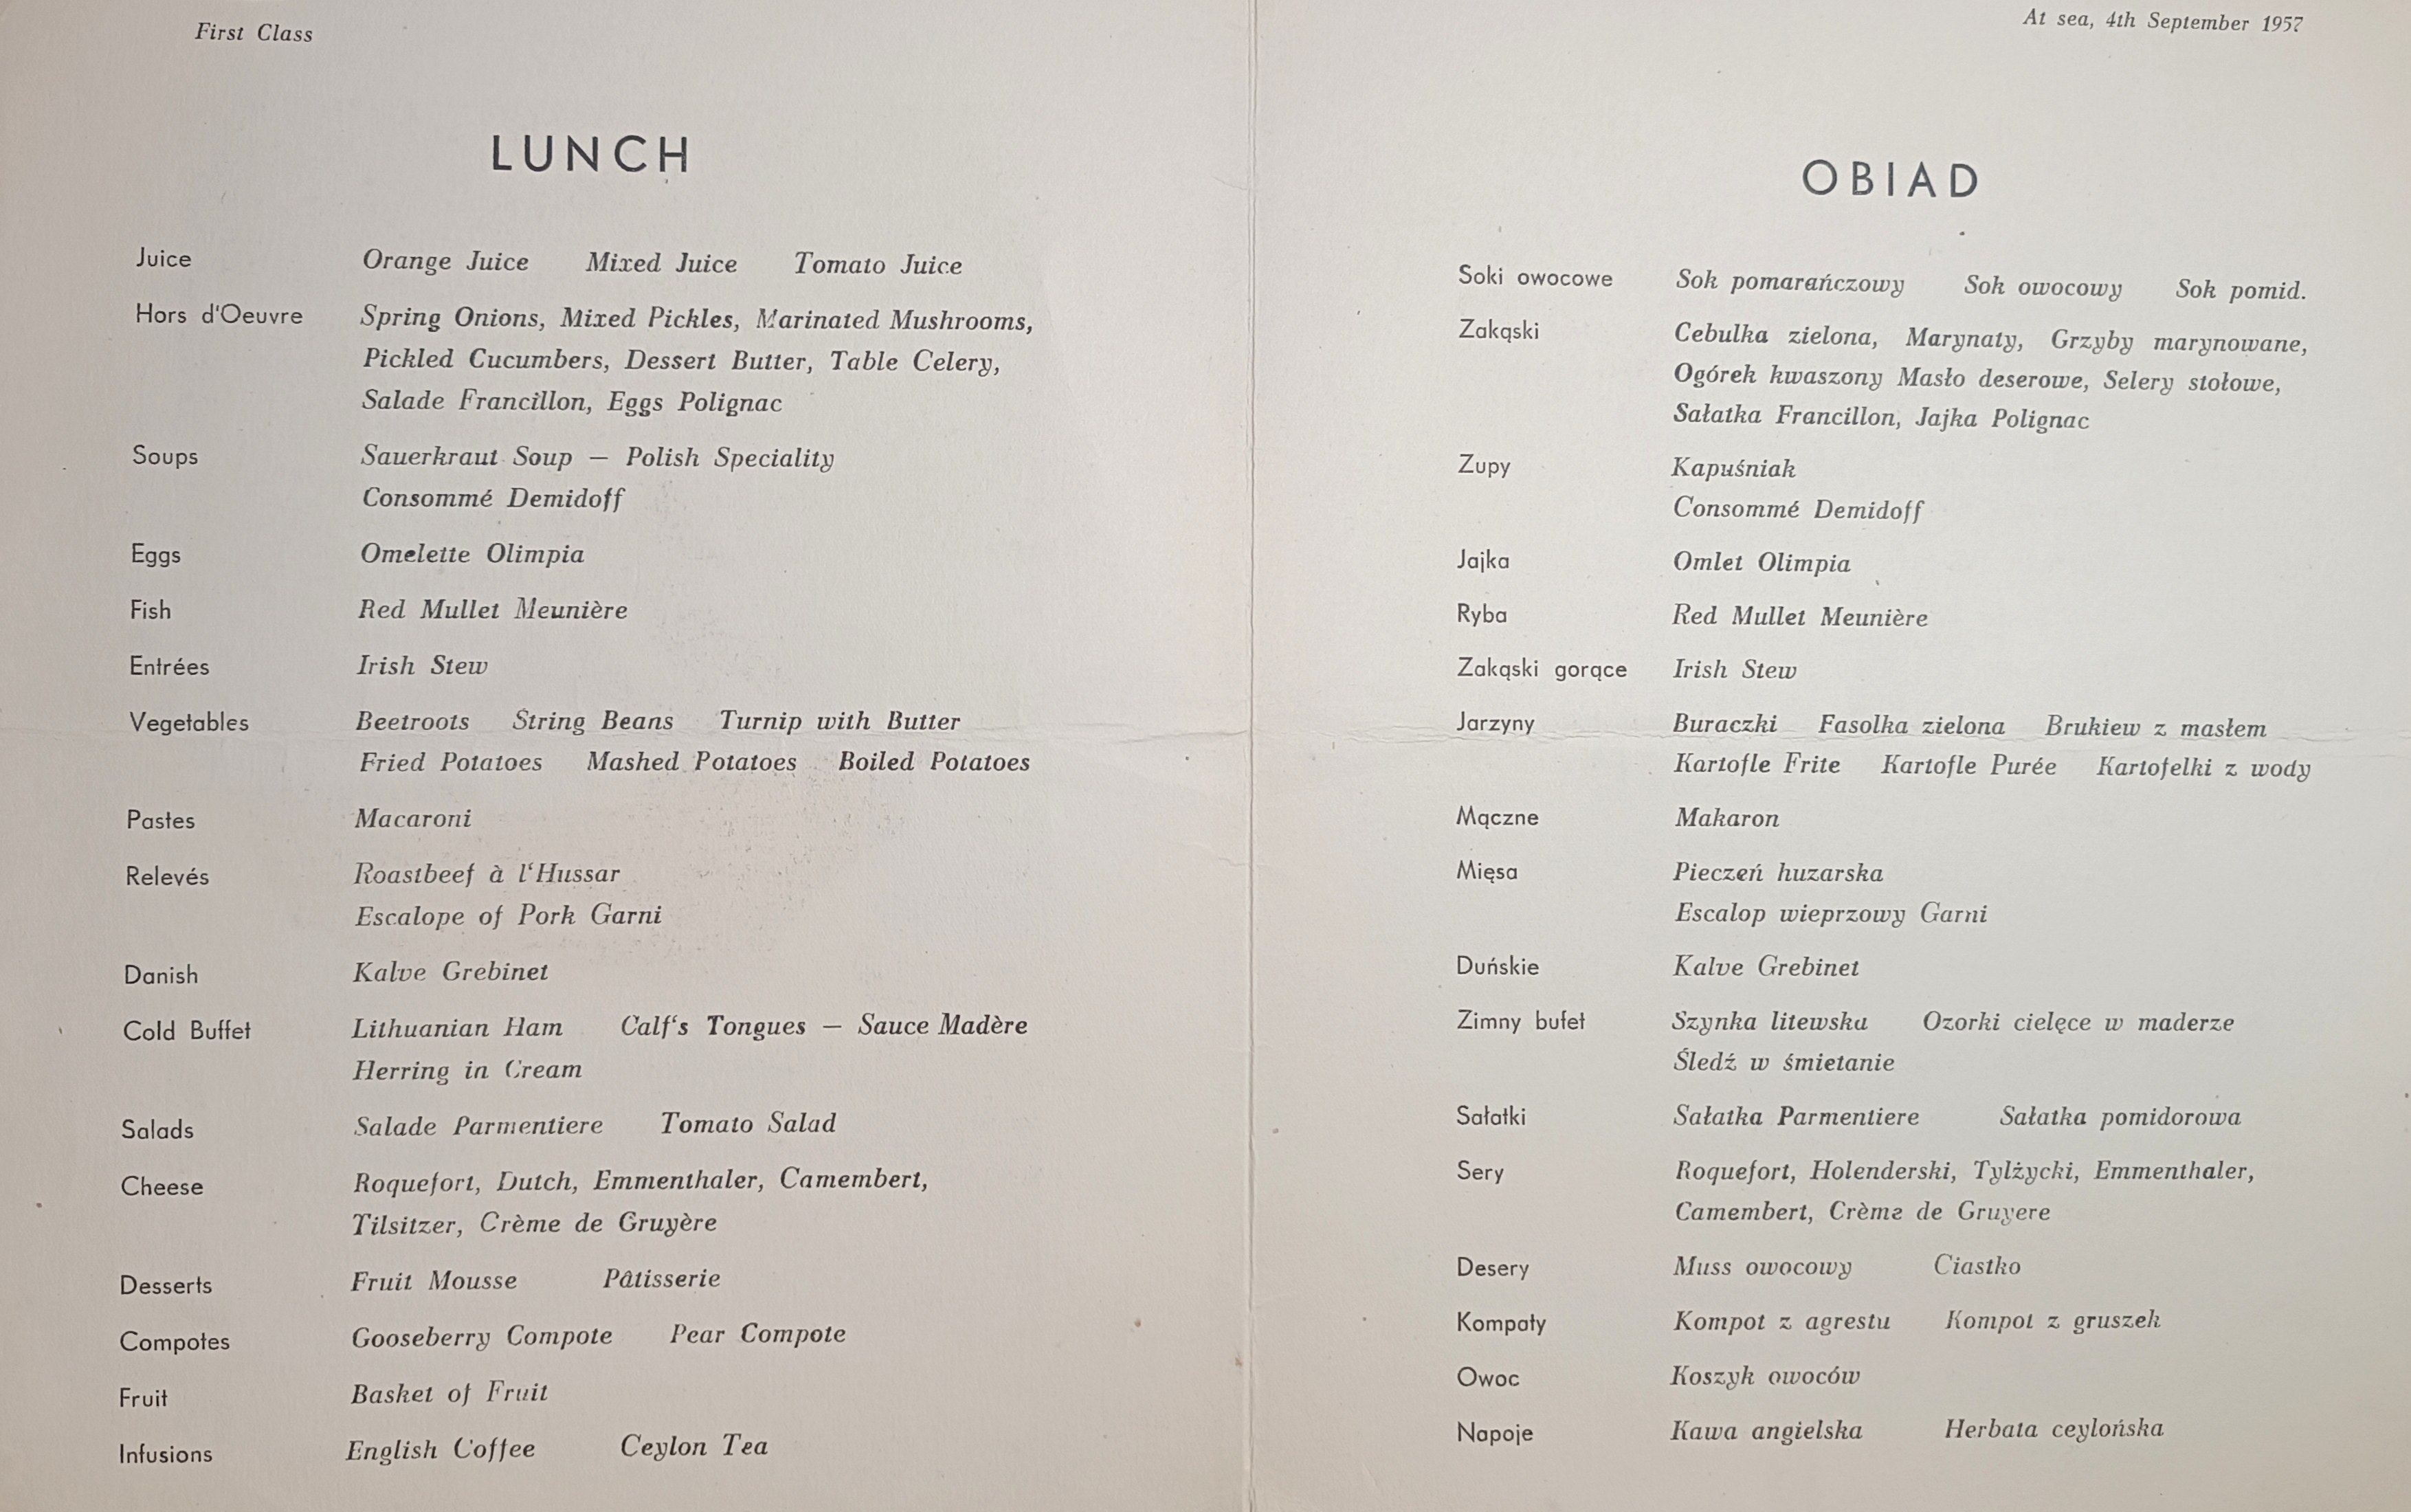 First Class
LUNCH
Juice Orange Juice Mixed Juice Tomato Juice
Hors d'Oeuvre Spring Onions, Mixed Pickles, Marinated Mushrooms,
Pickled Cucumbers, Dessert Butter, Table Celery,
Salade Francillon, Eggs Polignac
Soups Sauerkraut Soup — Polish Speciality
Consommé Demidoff
Eggs Omelette Olimpia
Fish Red Mullet Meunière
Entrées Irish Stew
Vegetables Beetroots String Beans Turnip with Butter
Fried Potatoes Mashed Potatoes Boiled Potatoes
Pastes Macaroni
Relevés Roastbeef à l‘Hussar
Escalope of Pork Garni
Danish Kalve Grebinet
Cold Buffet Lithuanian Ham Calf‘s Tongues — Sauce Madère
Herring in Cream
Salads Salade Parmentiere Tomato Salad
Cheese Roquefort, Dutch, Emmenthaler, Camembert,
Tilsitzer, Crème de Gruyère
Desserts Fruit Mousse Pâtisserie
Compotes Gooseberry Compote Pear Compote
Fruit Basket of Fruit
Infusions English Coffee Ceylon Tea
At sea, 4th September 1957
OBIAD
Soki owocowe Sok pomarańczowy Sok owocowy Sok pomid.
Zakąski Cebulka zielona, Marynaty, Grzyby marynowane,
Ogórek kwaszony Masło deserowe, Selery stołowe,
Sałatka Francillon, Jajka Polignac
Zupy Kapuśniak
Consommé Demidoff
Jajka Omlet Olimpia
Ryba Red Mullet Meunière
Zakąski gorące Irish Stew
Jarzyny Buraczki Fasolka zielona Brukiew z masłem
Kartofle Frite Kartofle Purée Kartofelki z wody
Mączne Makaron
Mięsa Pieczeń huzarska
Escalop wieprzowy Garni
Duńskie Kalve Grebinet
Zimny bufet Szynka litewska Ozorki cielęce w maderze
Śledź w śmietanie
Sałatki Sałatka Parmentiere Sałatka pomidorowa
Sery Roquefort, Holenderski, Tylżycki, Emmenthaler,
Camembert, Crème de Gruyere
Desery Muss owocowy Ciastko
Kompoty Kompot z agrestu Kompot z gruszek
Owoc Koszyk owoców
Napoje Kawa angielska Herbata ceylońska